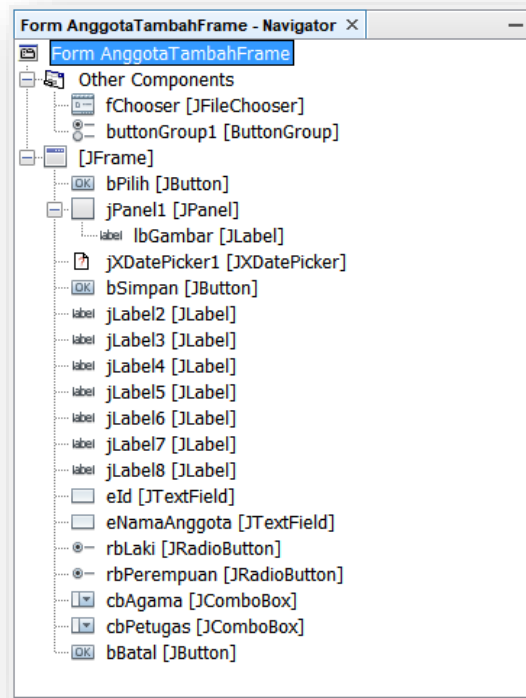 Form AnggotaTambahFrame - Navigator ×
Form AnggotaTambahFrame
Other Components
fChooser [JFileChooser]
buttonGroup1 [ButtonGroup]
[JFrame]
OK bPilih [JButton]
jPanel1 [JPanel]
label lbGambar [JLabel]
? jXDatePicker1 [JXDatePicker]
OK bSimpan [JButton]
label jLabel2 [JLabel]
label jLabel3 [JLabel]
label jLabel4 [JLabel]
label jLabel5 [JLabel]
label jLabel6 [JLabel]
label jLabel7 [JLabel]
label jLabel8 [JLabel]
eId [JTextField]
eNamaAnggota [JTextField]
rbLaki [JRadioButton]
rbPerempuan [JRadioButton]
cbAgama [JComboBox]
cbPetugas [JComboBox]
OK bBatal [JButton]